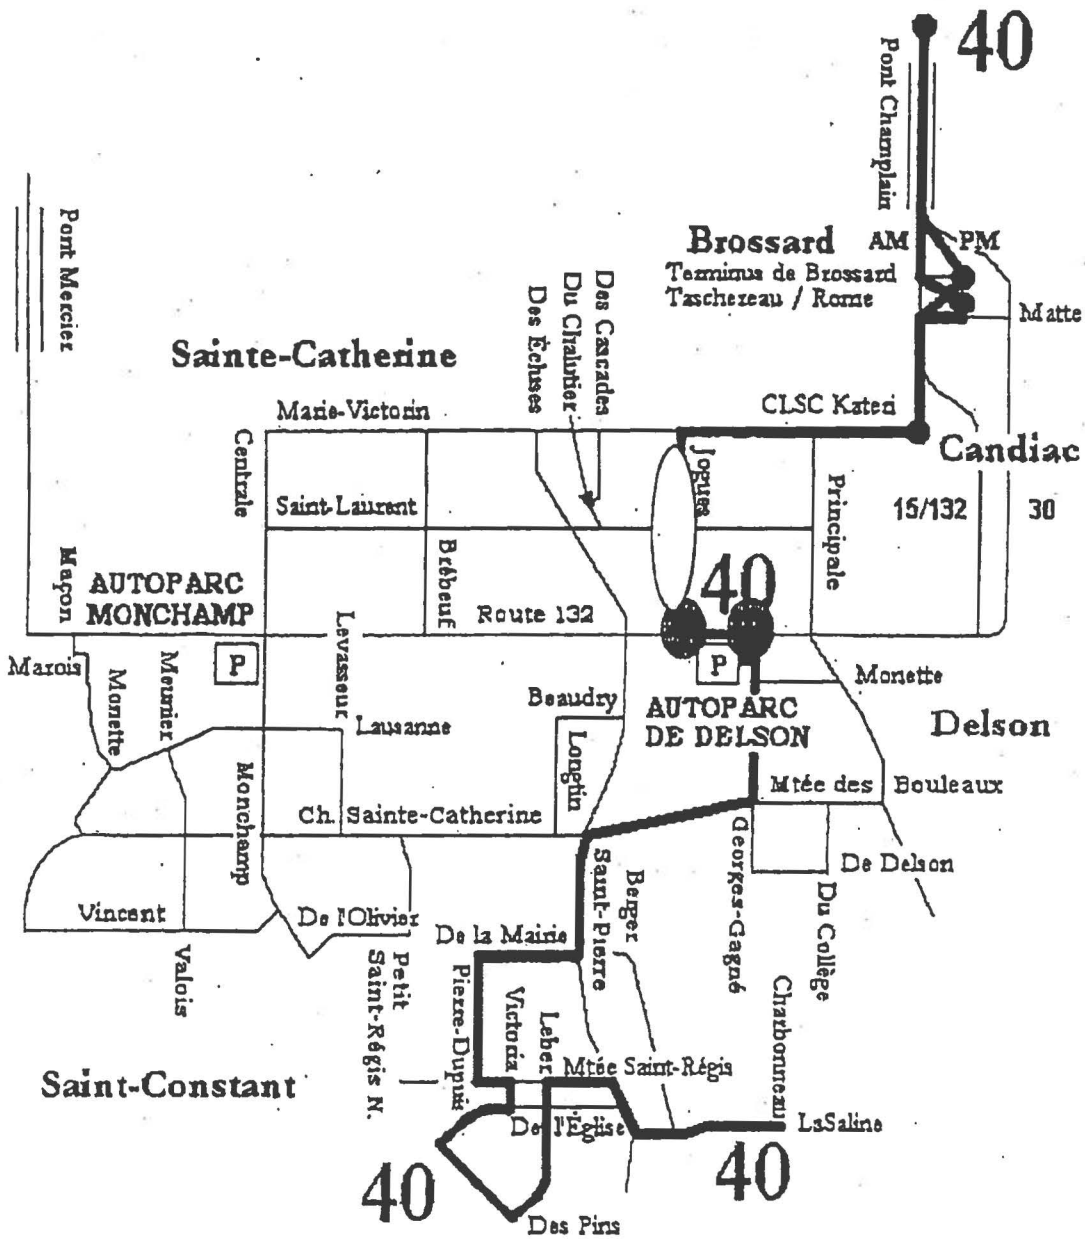 40
Pont Champlain
Brossard
AM
PM
Terminus de Brossard
Taschereau / Rome
Matte
Pont Mercier
Sainte-Catherine
Des Cascades
Du Chalutier
Des Écluses
Marie-Victorin
CLSC Kateri
Candiac
Centrale
Saint-Laurent
Jogues
Principale
15/132
30
Maçon
AUTOPARC
MONCHAMP
Brébeuf
Route 132
40
P
Marois
Monette
Meunier
Levasseur
Lausanne
Beaudry
P
AUTOPARC
DE DELSON
Monette
Delson
Longtin
Monchamp
Ch. Sainte-Catherine
Mtée des Bouleaux
Georges-Gagné
De Delson
Du Collège
Vincent
Valois
De l'Olivier
Petit
Saint-Régis N.
De la Mairie
Saint-Pierre
Berger
Pierre-Dupuis
Victoria
Leber
Mtée Saint-Régis
Charbonneau
Saint-Constant
De l'Église
LaSaline
40
40
Des Pins